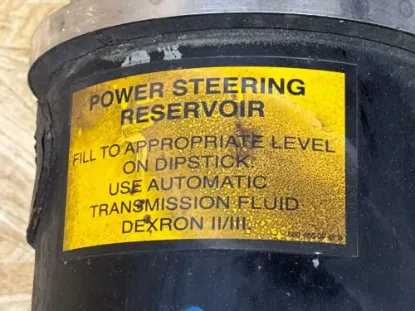 POWER STEERING
RESERVOIR
FILL TO APPROPRIATE LEVEL
ON DIPSTICK.
USE AUTOMATIC
TRANSMISSION FLUID
DEXRON II/III.